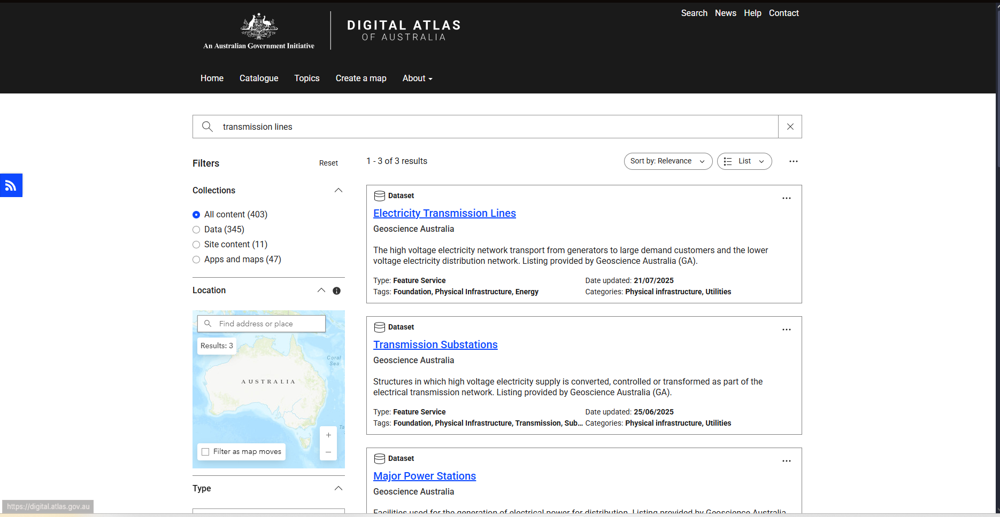 Search News Help Contact
An Australian Government Initiative
DIGITAL ATLAS
OF AUSTRALIA
Home Catalogue Topics Create a map About
transmission lines
Filters
Reset
Collections
All content (403)
Data (345)
Site content (11)
Apps and maps (47)
Location
Find address or place
Results: 3
Coral
Sea
AUSTRALIA
Ta
Filter as map moves
Type
1 - 3 of 3 results
Sort by: Relevance
List
Dataset
Electricity Transmission Lines
Geoscience Australia
The high voltage electricity network transport from generators to large demand customers and the lower
voltage electricity distribution network. Listing provided by Geoscience Australia (GA).
Type: Feature Service
Date updated: 21/07/2025
Tags: Foundation, Physical Infrastructure, Energy
Categories: Physical infrastructure, Utilities
Dataset
Transmission Substations
Geoscience Australia
Structures in which high voltage electricity supply is converted, controlled or transformed as part of the
electrical transmission network. Listing provided by Geoscience Australia (GA).
Type: Feature Service
Date updated: 25/06/2025
Tags: Foundation, Physical Infrastructure, Transmission, Sub...
Categories: Physical infrastructure, Utilities
Dataset
Major Power Stations
Geoscience Australia
Facilities used for the generation of electrical power for distribution. Listing provided by Geoscience Australia
https://digital.atlas.gov.au